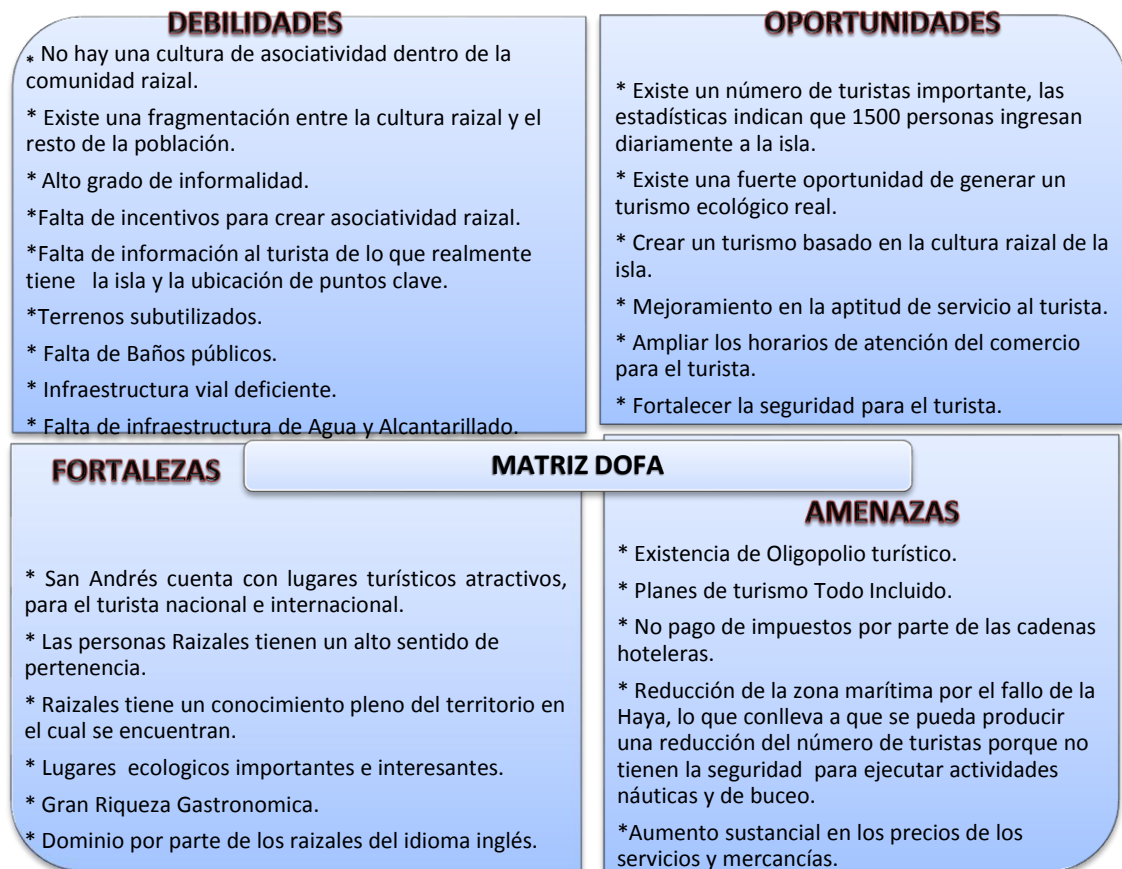 DEBILIDADES
* No hay una cultura de asociatividad dentro de la
comunidad raizal.
* Existe una fragmentación entre la cultura raizal y el
resto de la población.
* Alto grado de informalidad.
*Falta de incentivos para crear asociatividad raizal.
*Falta de información al turista de lo que realmente
tiene la isla y la ubicación de puntos clave.
*Terrenos subutilizados.
* Falta de Baños públicos.
* Infraestructura vial deficiente.
* Falta de infraestructura de Agua y Alcantarillado.
OPORTUNIDADES
* Existe un número de turistas importante, las
estadísticas indican que 1500 personas ingresan
diariamente a la isla.
* Existe una fuerte oportunidad de generar un
turismo ecológico real.
* Crear un turismo basado en la cultura raizal de la
isla.
* Mejoramiento en la aptitud de servicio al turista.
* Ampliar los horarios de atención del comercio
para el turista.
* Fortalecer la seguridad para el turista.
MATRIZ DOFA
FORTALEZAS
* San Andrés cuenta con lugares turísticos atractivos,
para el turista nacional e internacional.
* Las personas Raizales tienen un alto sentido de
pertenencia.
* Raizales tiene un conocimiento pleno del territorio en
el cual se encuentran.
* Lugares ecologicos importantes e interesantes.
* Gran Riqueza Gastronomica.
* Dominio por parte de los raizales del idioma inglés.
AMENAZAS
* Existencia de Oligopolio turístico.
* Planes de turismo Todo Incluido.
* No pago de impuestos por parte de las cadenas
hoteleras.
* Reducción de la zona marítima por el fallo de la
Haya, lo que conlleva a que se pueda producir
una reducción del número de turistas porque no
tienen la seguridad para ejecutar actividades
náuticas y de buceo.
*Aumento sustancial en los precios de los
servicios y mercancías.